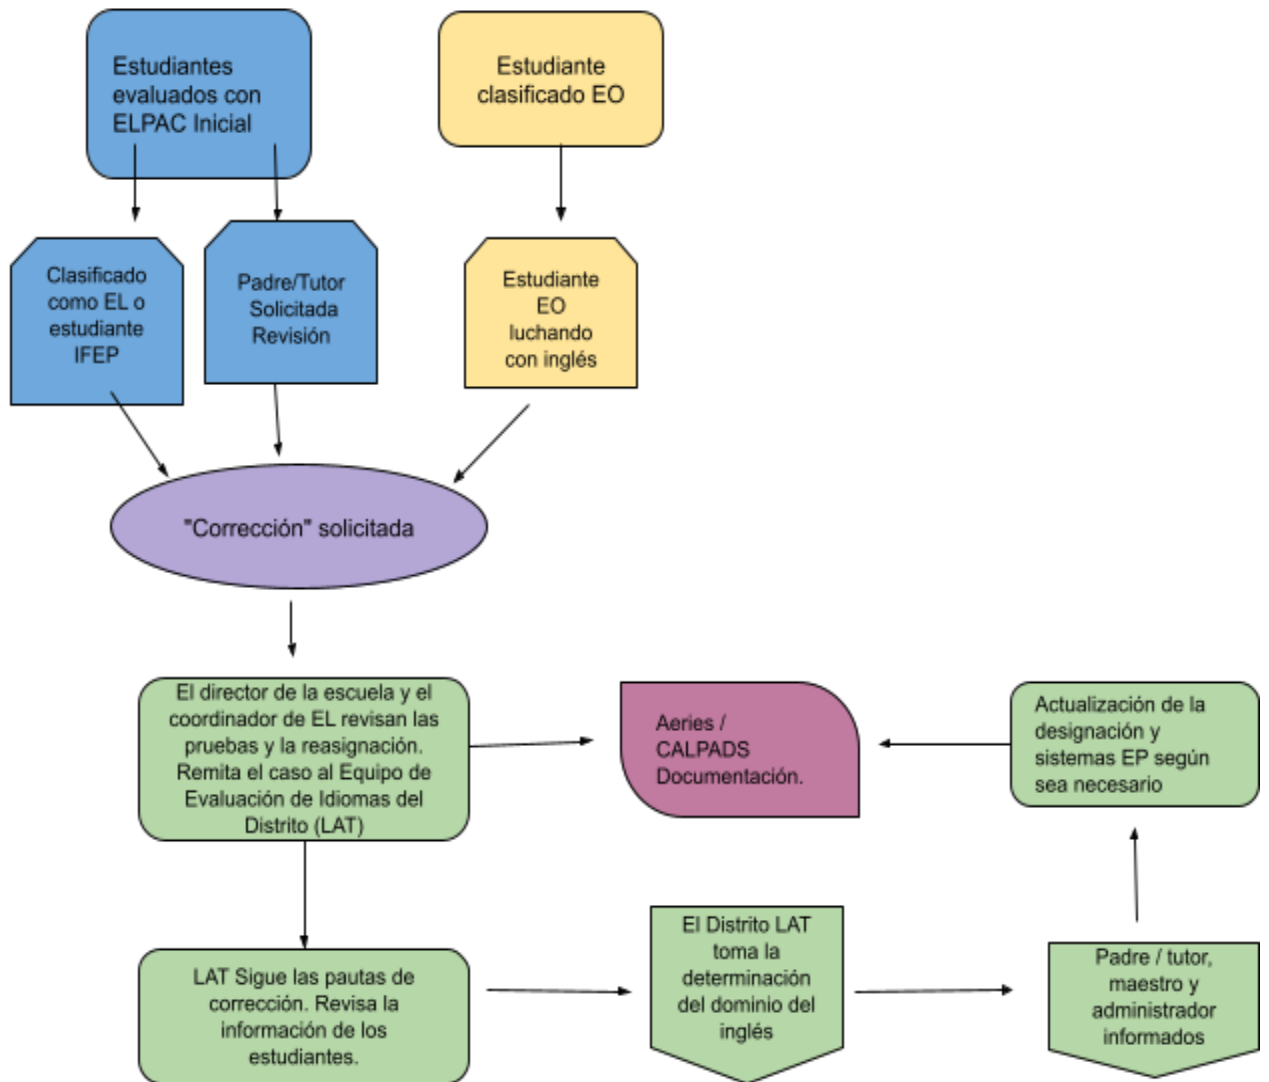 Estudiantes
evaluados con
ELPAC Inicial
Estudiante
clasificado EO
Clasificado
como EL o
estudiante
IFEP
Padre/Tutor
Solicitada
Revisión
Estudiante
EO
luchando
con inglés
"Corrección" solicitada
El director de la escuela y el
coordinador de EL revisan las
pruebas y la reasignación.
Remita el caso al Equipo de
Evaluación de Idiomas del
Distrito (LAT)
Aeries /
CALPADS
Documentación.
Actualización de la
designación y
sistemas EP según
sea necesario
LAT Sigue las pautas de
corrección. Revisa la
información de los
estudiantes.
El Distrito LAT
toma la
determinación
del dominio del
inglés
Padre / tutor,
maestro y
administrador
informados